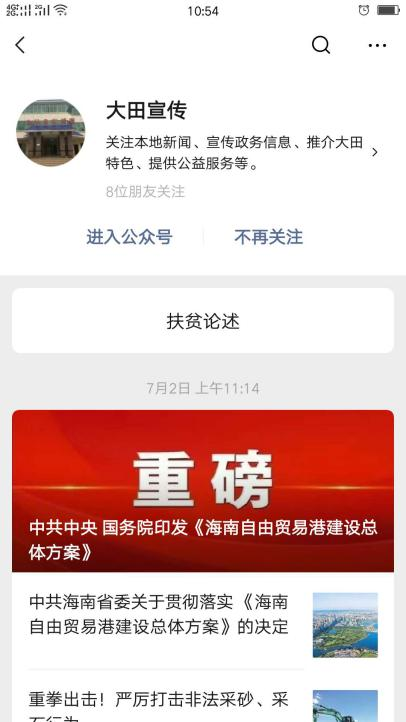 10:54
大田宣传
关注本地新闻、宣传政务信息、推介大田
特色、提供公益服务等。
8位朋友关注
进入公众号
不再关注
扶贫论述
7月2日 上午11:14
重磅
中共中央 国务院印发《海南自由贸易港建设总
体方案》
中共海南省委关于贯彻落实《海南
自由贸易港建设总体方案》的决定
重拳出击！严厉打击非法采砂、采
石行为